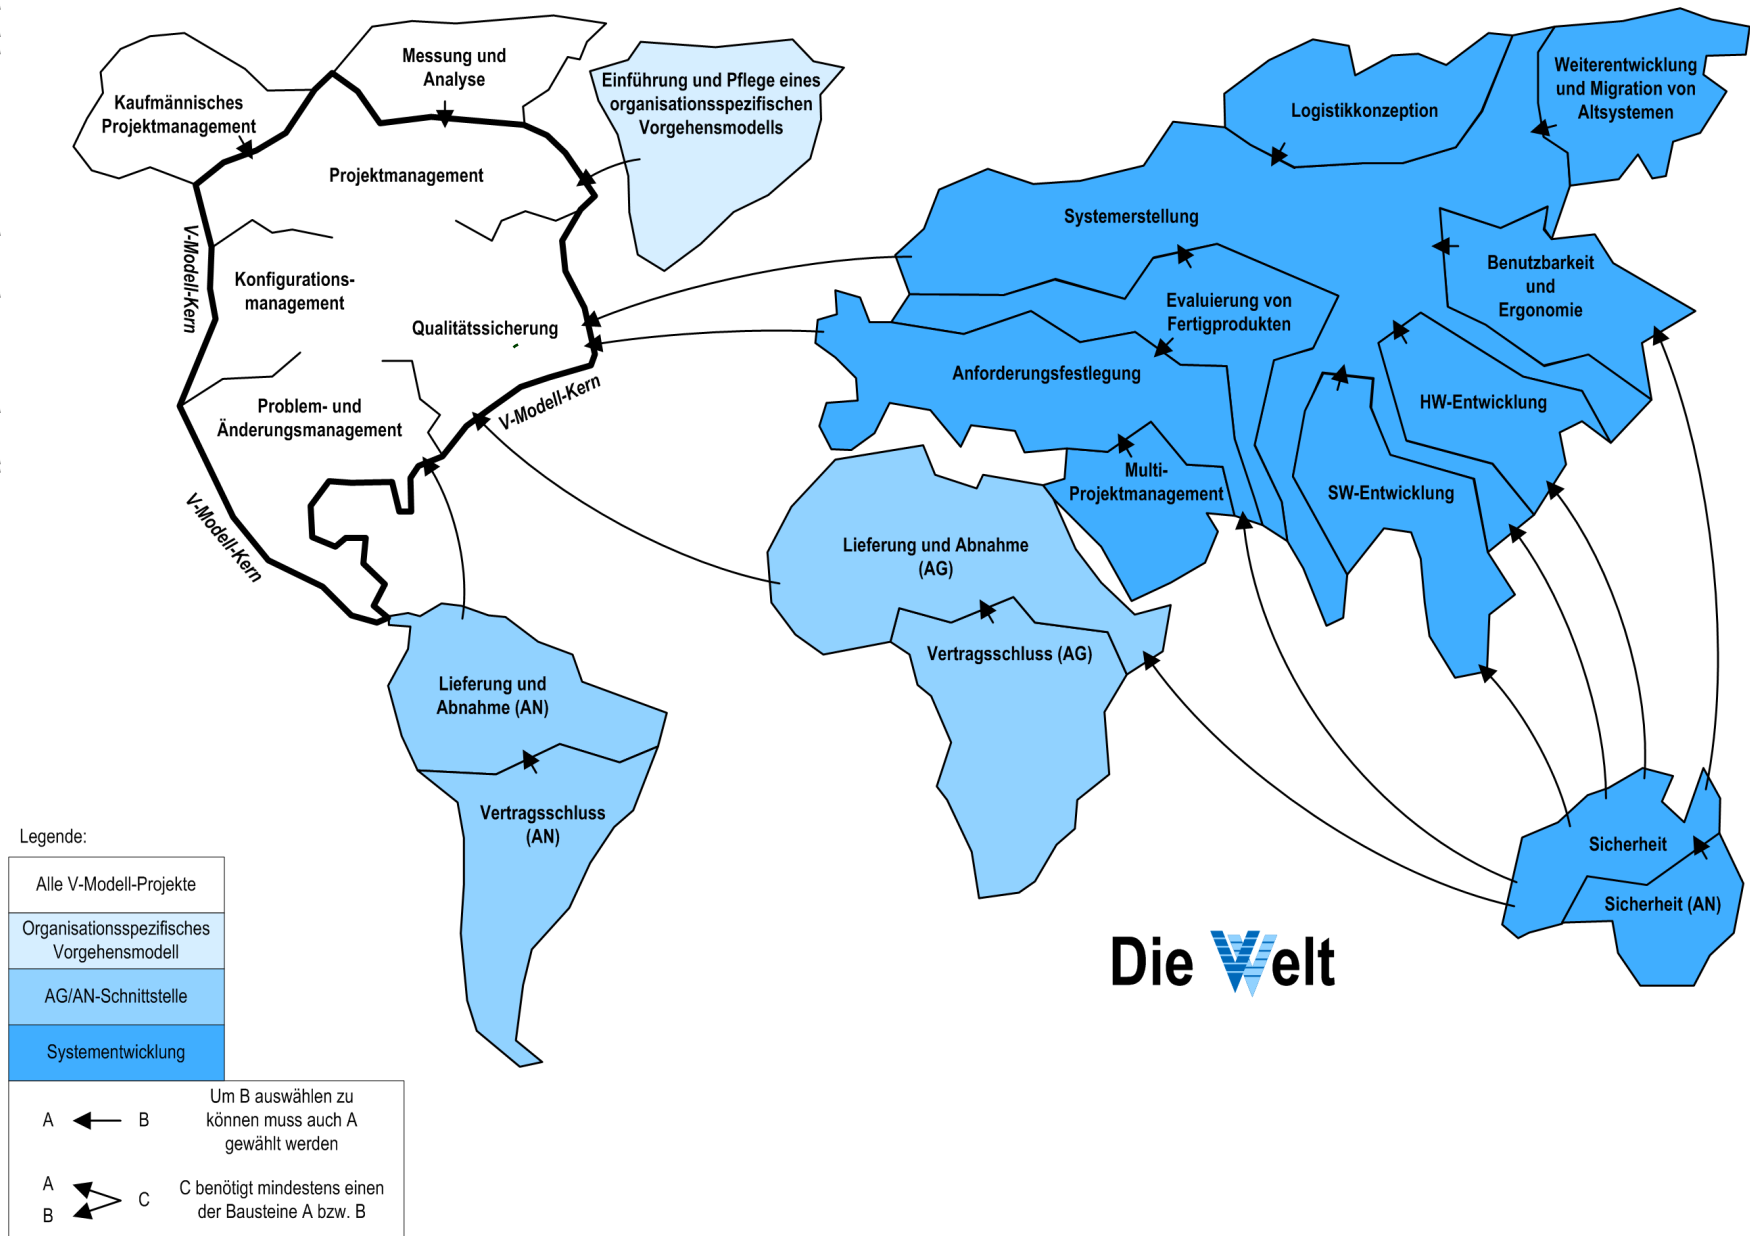 Messung und
Analyse
Kaufmännisches
Projektmanagement
Einführung und Pflege eines
organisationsspezifischen
Vorgehensmodells
Projektmanagement
V-Modell-Kern
Konfigurations-
management
Qualitätssicherung
Problem- und
Änderungsmanagement
V-Modell-Kern
V-Modell-Kern
Lieferung und
Abnahme (AN)
Vertragsschluss
(AN)
Logistikkonzeption
Weiterentwicklung
und Migration von
Altsystemen
Systemerstellung
Benutzbarkeit
und
Ergonomie
Evaluierung von
Fertigprodukten
Anforderungsfestlegung
HW-Entwicklung
Multi-
Projektmanagement
SW-Entwicklung
Lieferung und Abnahme
(AG)
Vertragsschluss (AG)
Sicherheit
Sicherheit (AN)
Die Welt
Legende:
Alle V-Modell-Projekte
Organisationsspezifisches
Vorgehensmodell
AG/AN-Schnittstelle
Systementwicklung
A B
Um B auswählen zu
können muss auch A
gewählt werden
A
B
C
C benötigt mindestens einen
der Bausteine A bzw. B